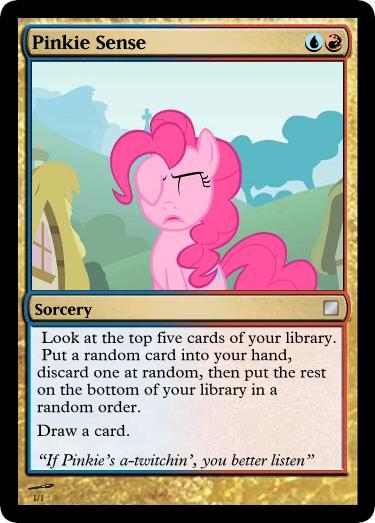 Pinkie Sense
Sorcery
Look at the top five cards of your library.
Put a random card into your hand,
discard one at random, then put the rest
on the bottom of your library in a
random order.
Draw a card.
“If Pinkie’s a-twitchin’, you better listen”
1/1